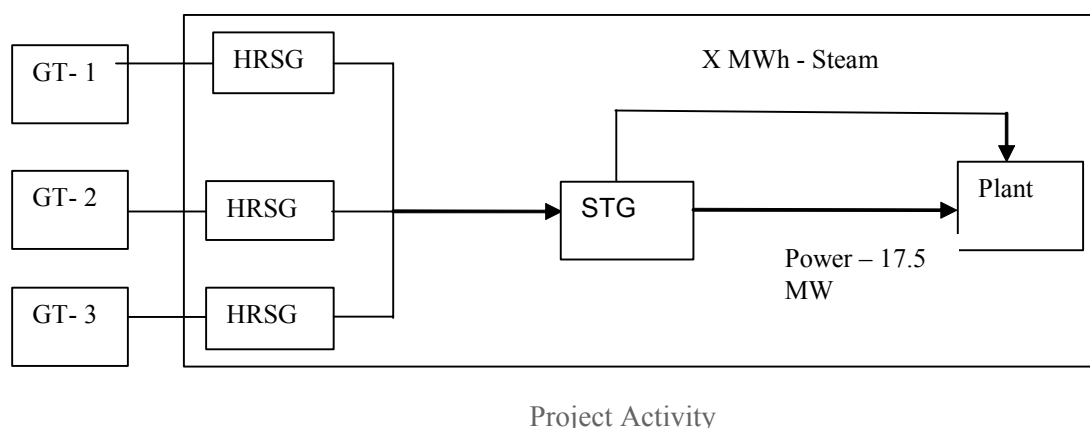 HRSG
X MWh - Steam
GT- 1
HRSG
GT- 2
STG
Plant
Power – 17.5
MW
HRSG
GT- 3
Project Activity